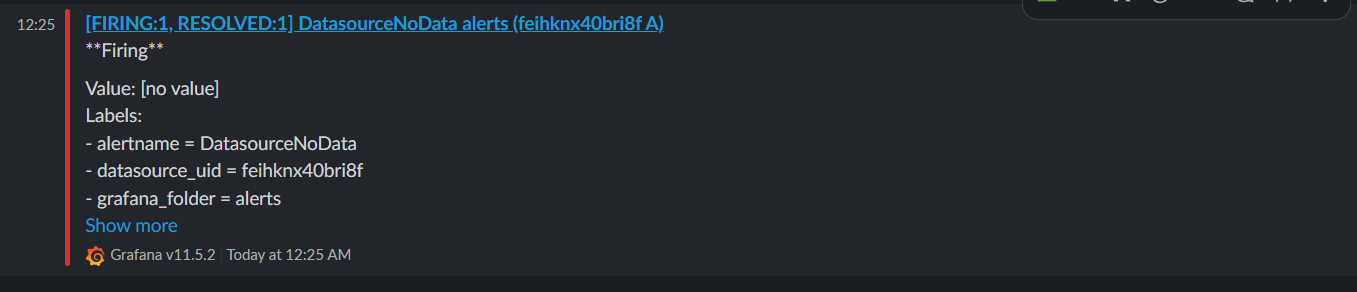 12:25
[FIRING:1, RESOLVED:1] DatasourceNoData alerts (feihknx40bri8f A)
**Firing**
Value: [no value]
Labels:
- alertname = DatasourceNoData
- datasource_uid = feihknx40bri8f
- grafana_folder = alerts
Show more
Grafana v11.5.2 | Today at 12:25 AM